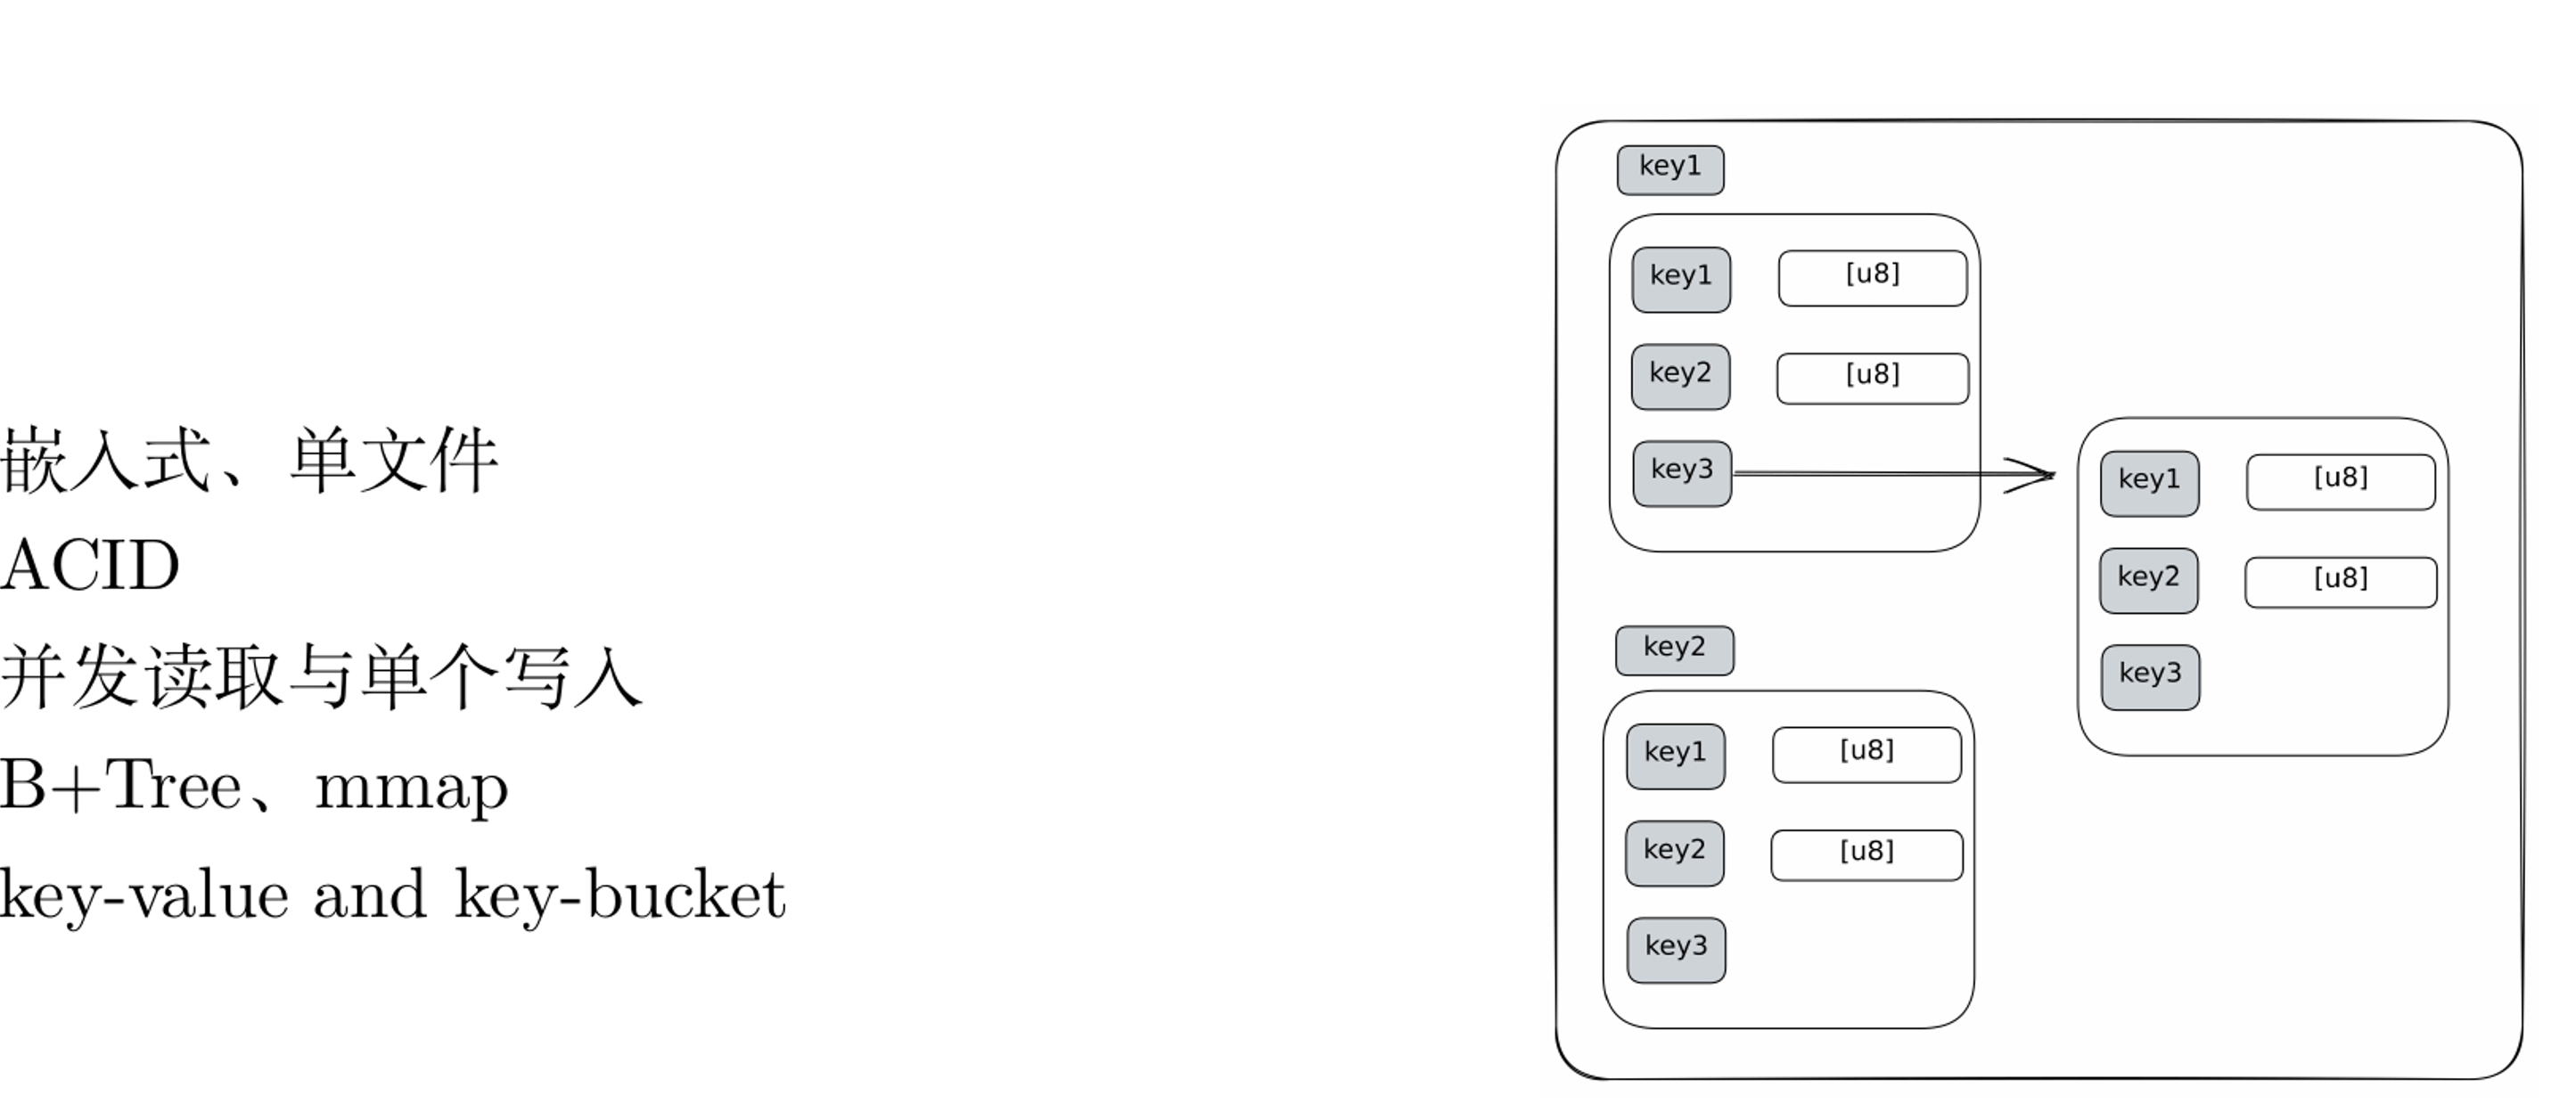 嵌入式、单文件
ACID
并发读取与单个写入
B+Tree、mmap
key-value and key-bucket
key1
key1 [u8]
key2 [u8]
key3
key1 [u8]
key2 [u8]
key3
key2
key1 [u8]
key2 [u8]
key3